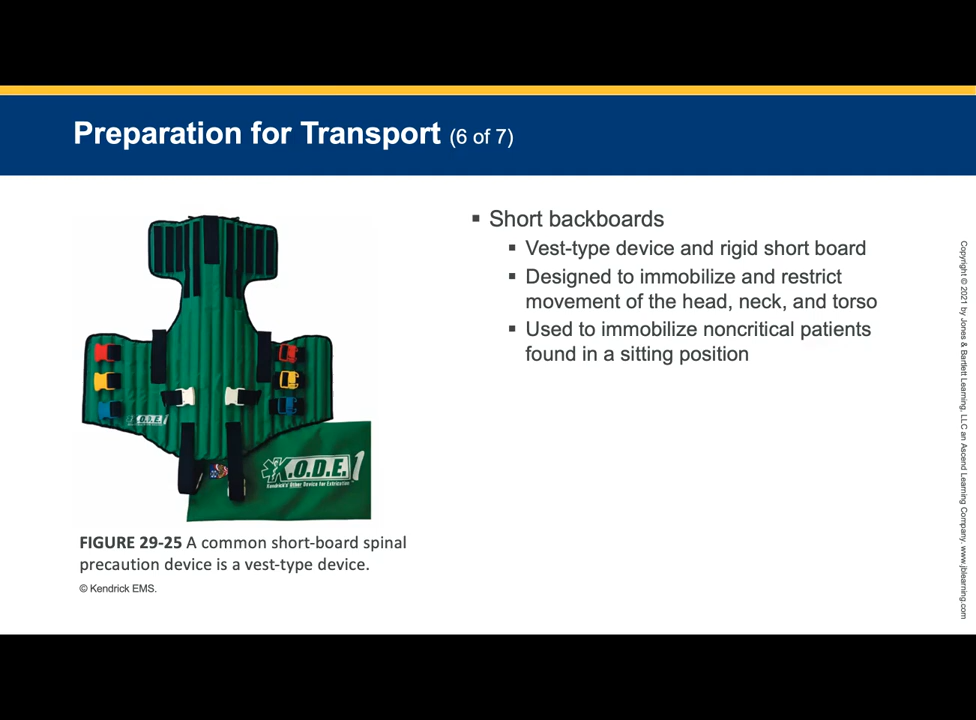 Preparation for Transport (6 of 7)
▪ Short backboards
▪ Vest-type device and rigid short board
▪ Designed to immobilize and restrict
movement of the head, neck, and torso
▪ Used to immobilize noncritical patients
found in a sitting position
K.O.D.E.1
K.O.D.E.1
Kendrick's Other Device for Extrication
FIGURE 29-25 A common short-board spinal
precaution device is a vest-type device.
© Kendrick EMS.
Copyright © 2021 by Jones & Bartlett Learning, LLC an Ascend Learning Company. www.jblearning.com